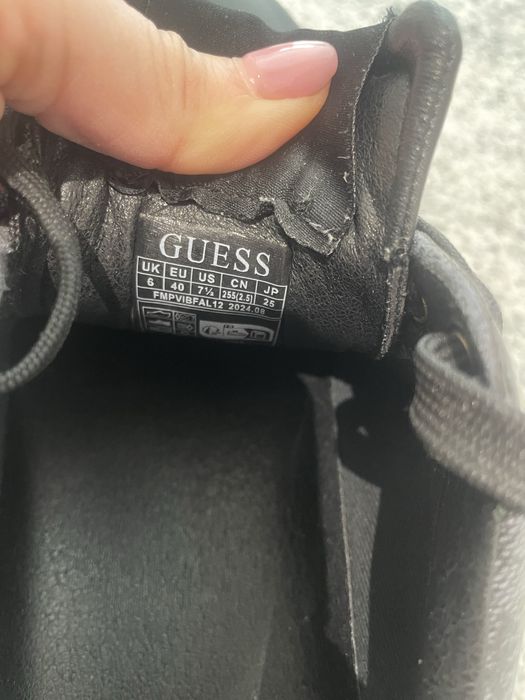 GUESS
UK EU US CN JP
6 40 7½ 255(2.5) 25
FMPVIBFAL12 2024.08